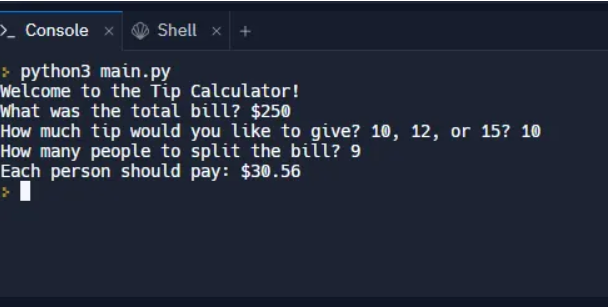 >_ Console × Shell × +
python3 main.py
Welcome to the Tip Calculator!
What was the total bill? $250
How much tip would you like to give? 10, 12, or 15? 10
How many people to split the bill? 9
Each person should pay: $30.56